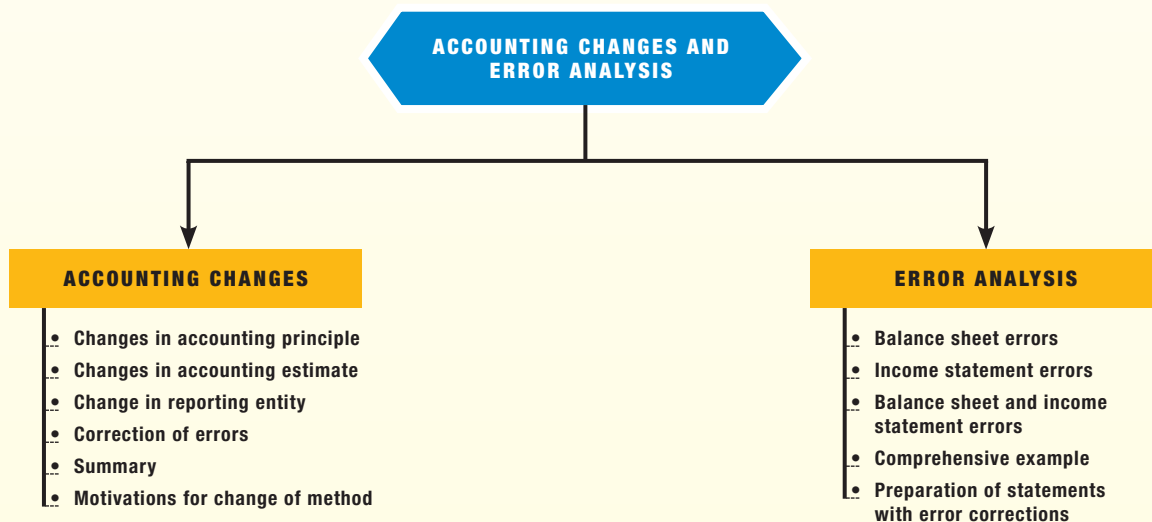 ACCOUNTING CHANGES AND
ERROR ANALYSIS
ACCOUNTING CHANGES
• Changes in accounting principle
• Changes in accounting estimate
• Change in reporting entity
• Correction of errors
• Summary
• Motivations for change of method
ERROR ANALYSIS
• Balance sheet errors
• Income statement errors
• Balance sheet and income
statement errors
• Comprehensive example
• Preparation of statements
with error corrections